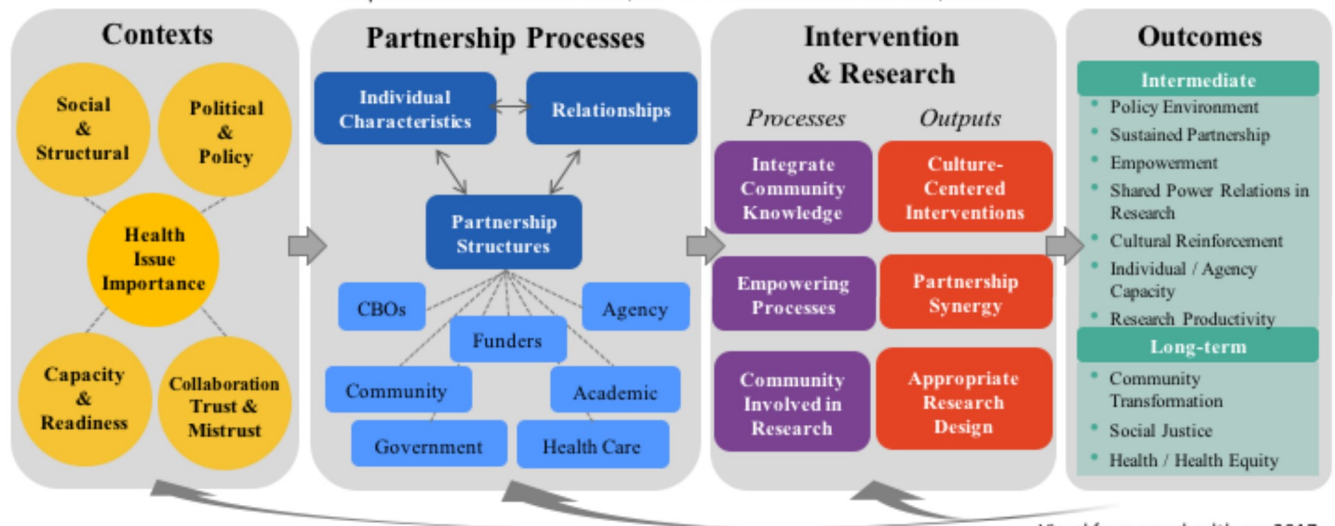 Contexts
Social
&
Structural
Political
&
Policy
Health
Issue
Importance
Capacity
&
Readiness
Collaboration
Trust &
Mistrust
Partnership Processes
Individual
Characteristics
Relationships
Partnership
Structures
CBOs
Agency
Funders
Community
Academic
Government
Health Care
Intervention
& Research
Processes
Outputs
Integrate
Community
Knowledge
Culture-
Centered
Interventions
Empowering
Processes
Partnership
Synergy
Community
Involved in
Research
Appropriate
Research
Design
Outcomes
Intermediate
• Policy Environment
• Sustained Partnership
• Empowerment
• Shared Power Relations in
Research
• Cultural Reinforcement
• Individual / Agency
Capacity
• Research Productivity
Long-term
• Community
Transformation
• Social Justice
• Health / Health Equity